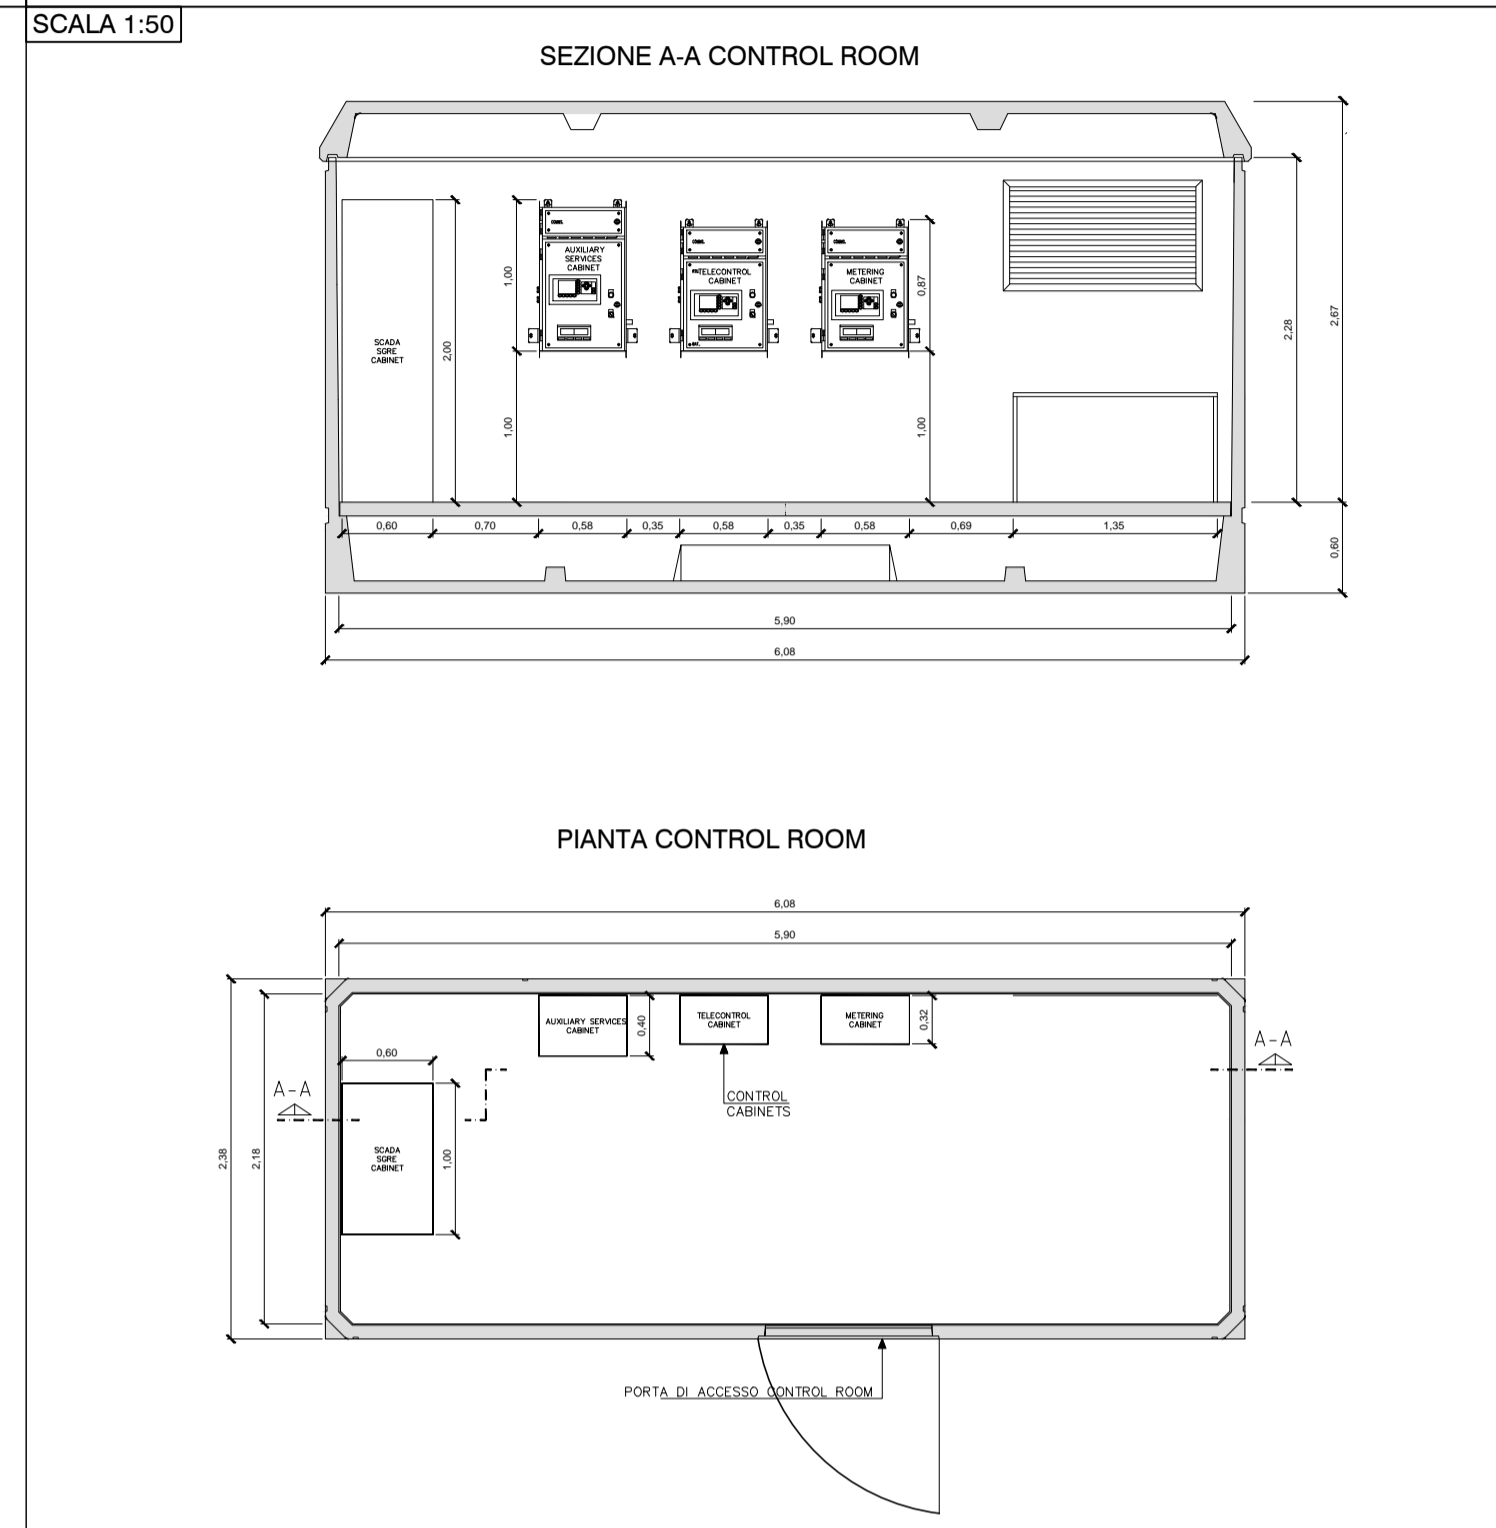 SCALA 1:50
SEZIONE A-A CONTROL ROOM
AUXILIARY
SERVICES
CABINET
TELECONTROL
CABINET
METERING
CABINET
SCADA
SGRE
CABINET
2,00
1,00
1,00
0,87
1,00
2,28
2,67
0,60
0,60
0,70
0,58
0,35
0,58
0,35
0,58
0,69
1,35
5,90
6,08
PIANTA CONTROL ROOM
6,08
5,90
AUXILIARY SERVICES
CABINET
0,40
TELECONTROL
CABINET
METERING
CABINET
0,32
A-A
A-A
0,60
CONTROL
CABINETS
SCADA
SGRE
CABINET
1,00
2,38
2,18
PORTA DI ACCESSO CONTROL ROOM